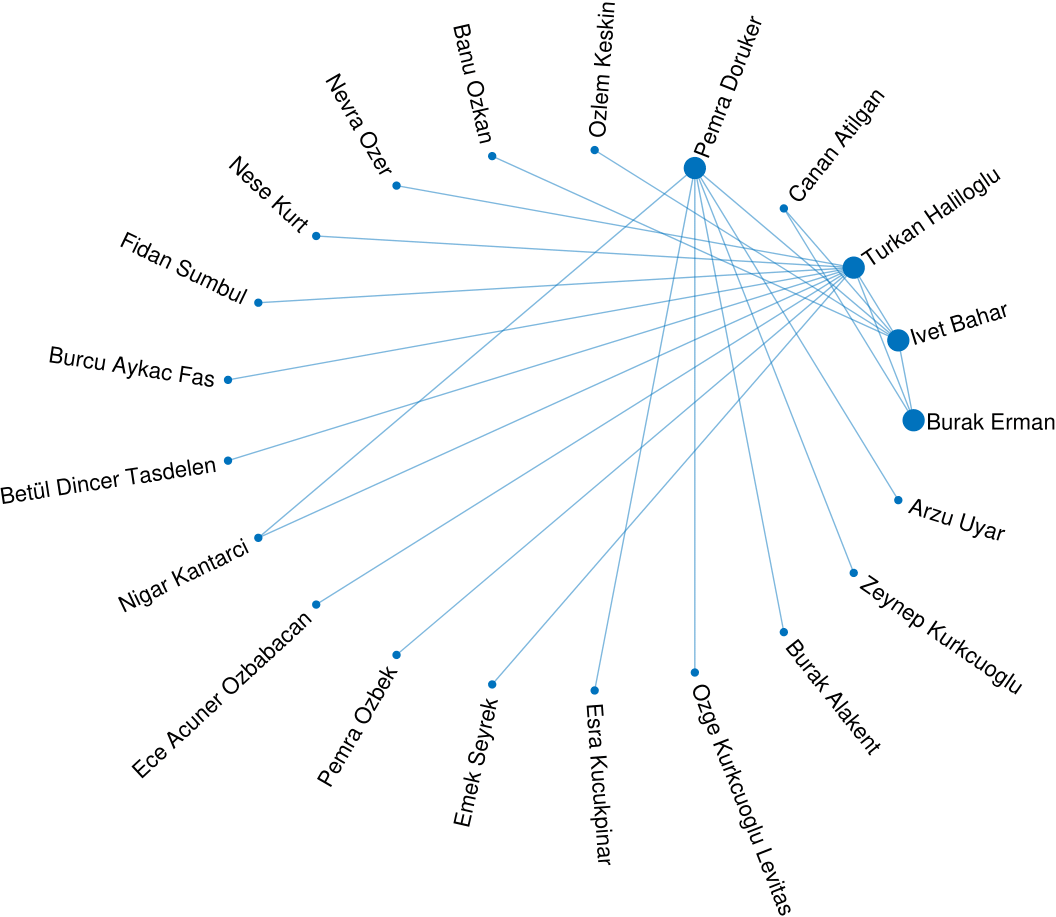 Ozlem Keskin
Pemra Doruker
Banu Ozkan
Canan Atilgan
Nevra Ozer
Nese Kurt
Turkan Haliloglu
Fidan Sumbul
Ivet Bahar
Burcu Aykac Fas
Burak Erman
Betül Dincer Tasdelen
Arzu Uyar
Nigar Kantarci
Zeynep Kurkcuoglu
Ece Acuner Ozbabacan
Burak Alakent
Pemra Ozbek
Emek Seyrek
Esra Kucukpinar
Ozge Kurkcuoglu Levitas